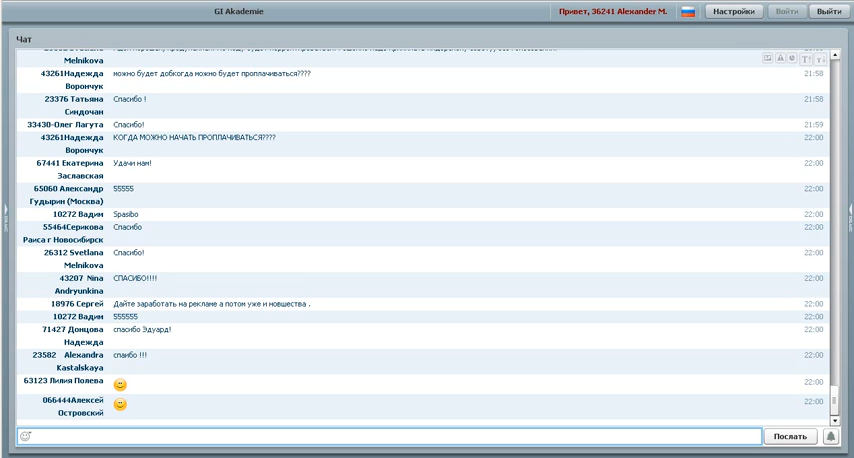 GI Akademie
Привет, 36241 Alexander M.
Настройки
Войти
Выйти
Чат
Melnikova
43261Надежда можно будет добкогда можно будет проплачиваться???? 21:58
Ворончук
23376 Татьяна Спасибо ! 21:58
Синдочан
33430-Олег Лагута Спасибо! 21:59
43261Надежда КОГДА МОЖНО НАЧАТЬ ПРОПЛАЧИВАТЬСЯ???? 22:00
Ворончук
67441 Екатерина Удачи нам! 22:00
Заславская
65060 Александр 55555 22:00
Гудырин (Москва)
10272 Вадим Spasibo 22:00
55464Серикова Спасибо 22:00
Раиса г Новосибирск
26312 Svetlana Спасибо! 22:00
Melnikova
43207 Nina СПАСИБО!!!! 22:00
Andryunkina
18976 Сергей Дайте заработать на рекламе а потом уже и новшества . 22:00
10272 Вадим 555555 22:00
71427 Донцова спасибо Эдуард! 22:00
Надежда
23582 Alexandra спаибо !!! 22:00
Kastalskaya
63123 Лилия Полева 22:00
066444Алексей 22:00
Островский
Послать